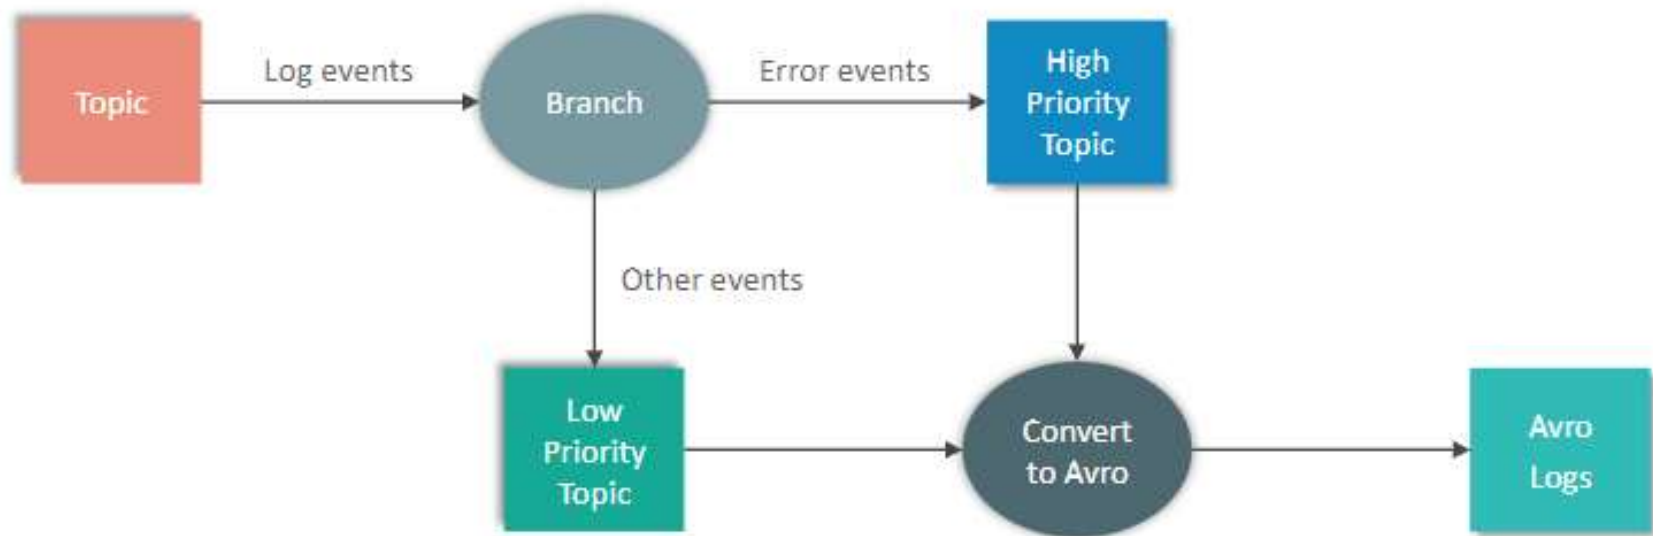 Topic
Log events
Branch
Error events
High
Priority
Topic
Other events
Low
Priority
Topic
Convert
to Avro
Avro
Logs